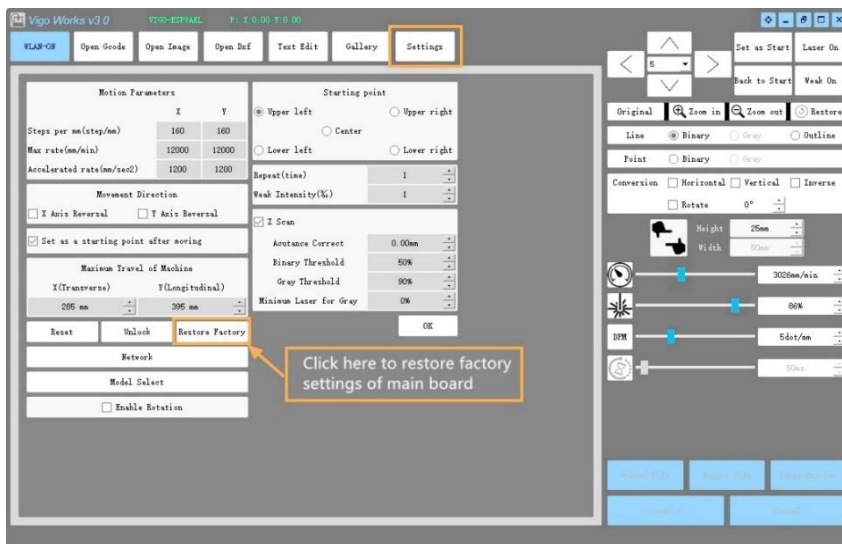 Vigo Works v3.0 VIGO-ESP9AEL P: X:0.00 Y:0.00
WLAN-ON Open Gcode Open Image Open Dxf Text Edit Gallery Settings
Motion Parameters
X Y
Steps per mm(step/mm) 160 160
Max rate(mm/min) 12000 12000
Accelerated rate(mm/sec2) 1200 1200
Movement Direction
X Axis Reversal Y Axis Reversal
Set as a starting point after moving
Maximum Travel of Machine
X(Transverse) Y(Longitudinal)
285 mm 395 mm
Reset Unlock Restore Factory
Network
Model Select
Enable Rotation
Starting point
Upper left Upper right
Center
Lower left Lower right
Repeat(time) 1
Weak Intensity(‰) 1
Z Scan
Acutance Correct 0.00mm
Binary Threshold 50%
Gray Threshold 90%
Minimum Laser for Gray 0%
OK
Click here to restore factory
settings of main board
5
Set as Start Laser On
Back to Start Weak On
Original Zoom in Zoom out Restore
Line Binary Gray Outline
Point Binary Gray
Conversion Horizontal Vertical Inverse
Rotate 0°
Height 25mm
Width 50mm
3026mm/min
86%
DPM 5dot/mm
50ms